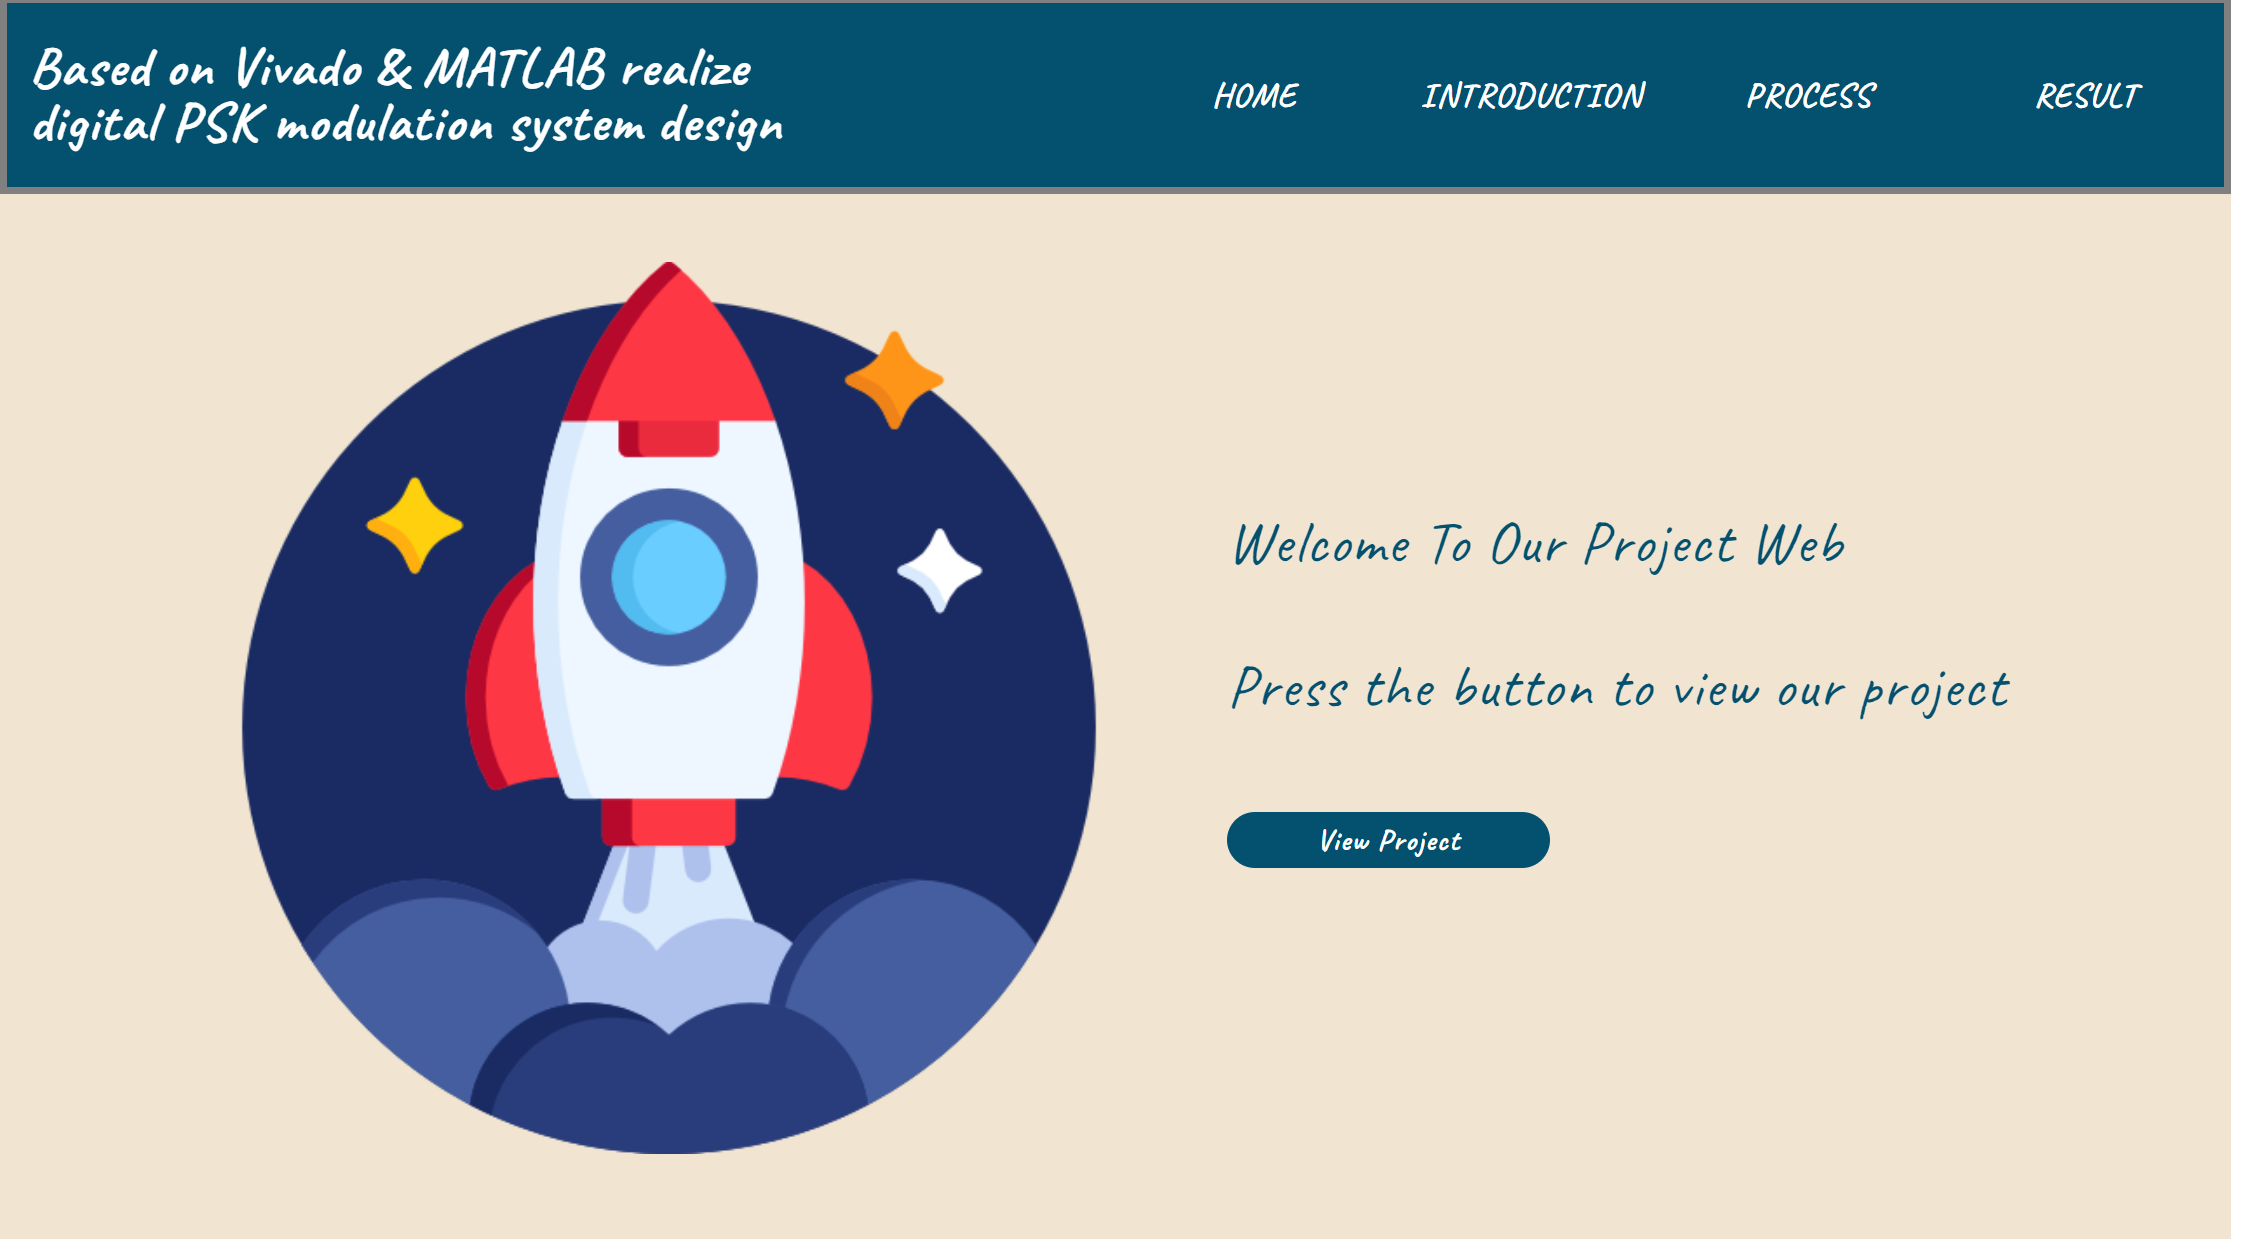 Based on Vivado & MATLAB realize
digital PSK modulation system design
HOME INTRODUCTION PROCESS RESULT
Welcome To Our Project Web
Press the button to view our project
View Project